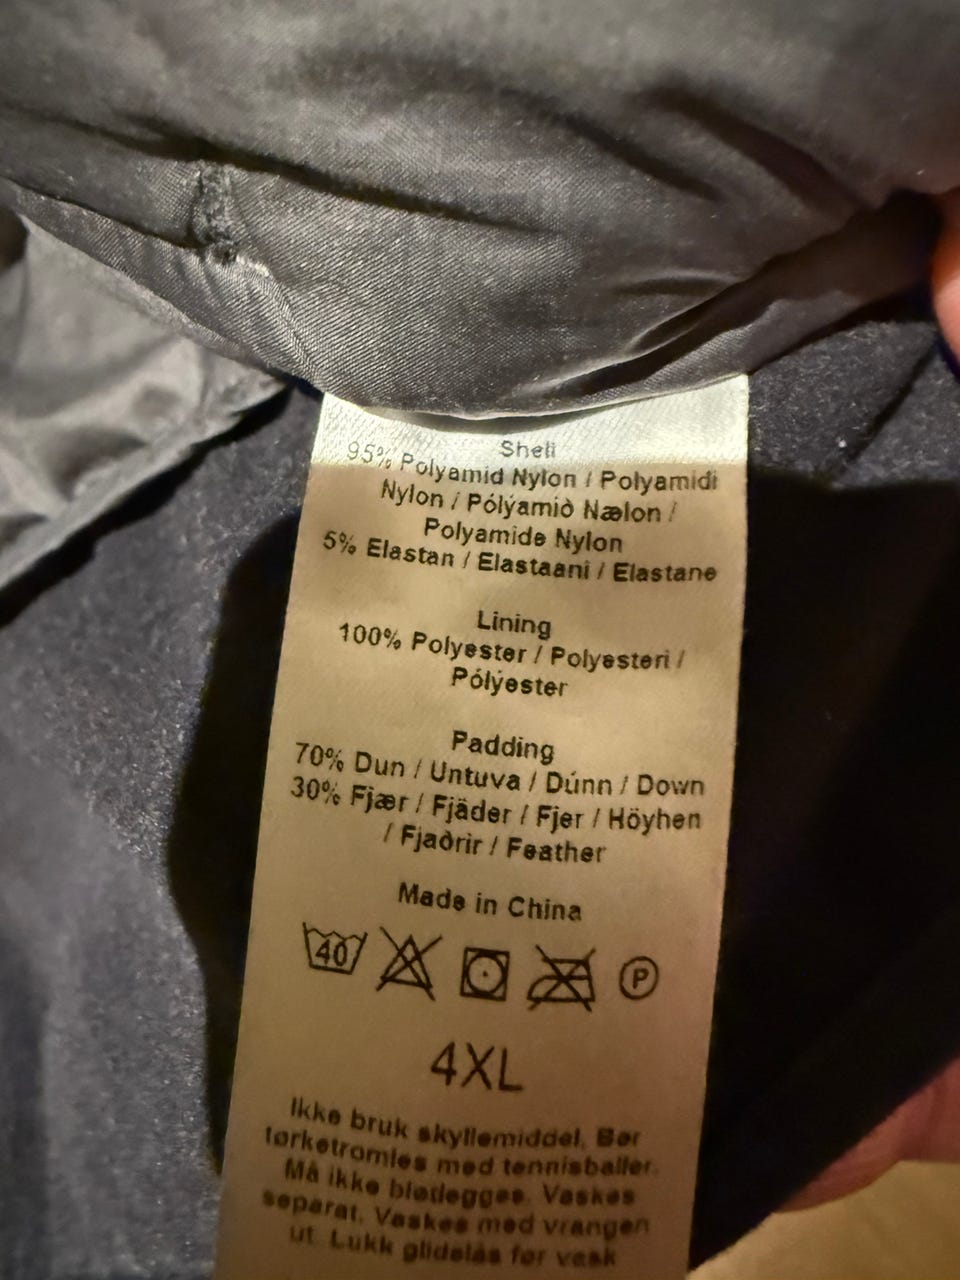 Shell
95% Polyamid Nylon / Polyamidi
Nylon / Pólýamið Nælon /
Polyamide Nylon
5% Elastan / Elastaani / Elastane
Lining
100% Polyester / Polyesteri /
Pólýester
Padding
70% Dun / Untuva / Dúnn / Down
30% Fjær / Fjäder / Fjer / Höyhen
/ Fjaðrir / Feather
Made in China
40
P
4XL
Ikke bruk skyllemiddel, Bør
tørketromles med tennisballer.
Må ikke bløtlegges. Vaskes
separat, Vaskes med vrangen
ut. Lukk glidelås før vask